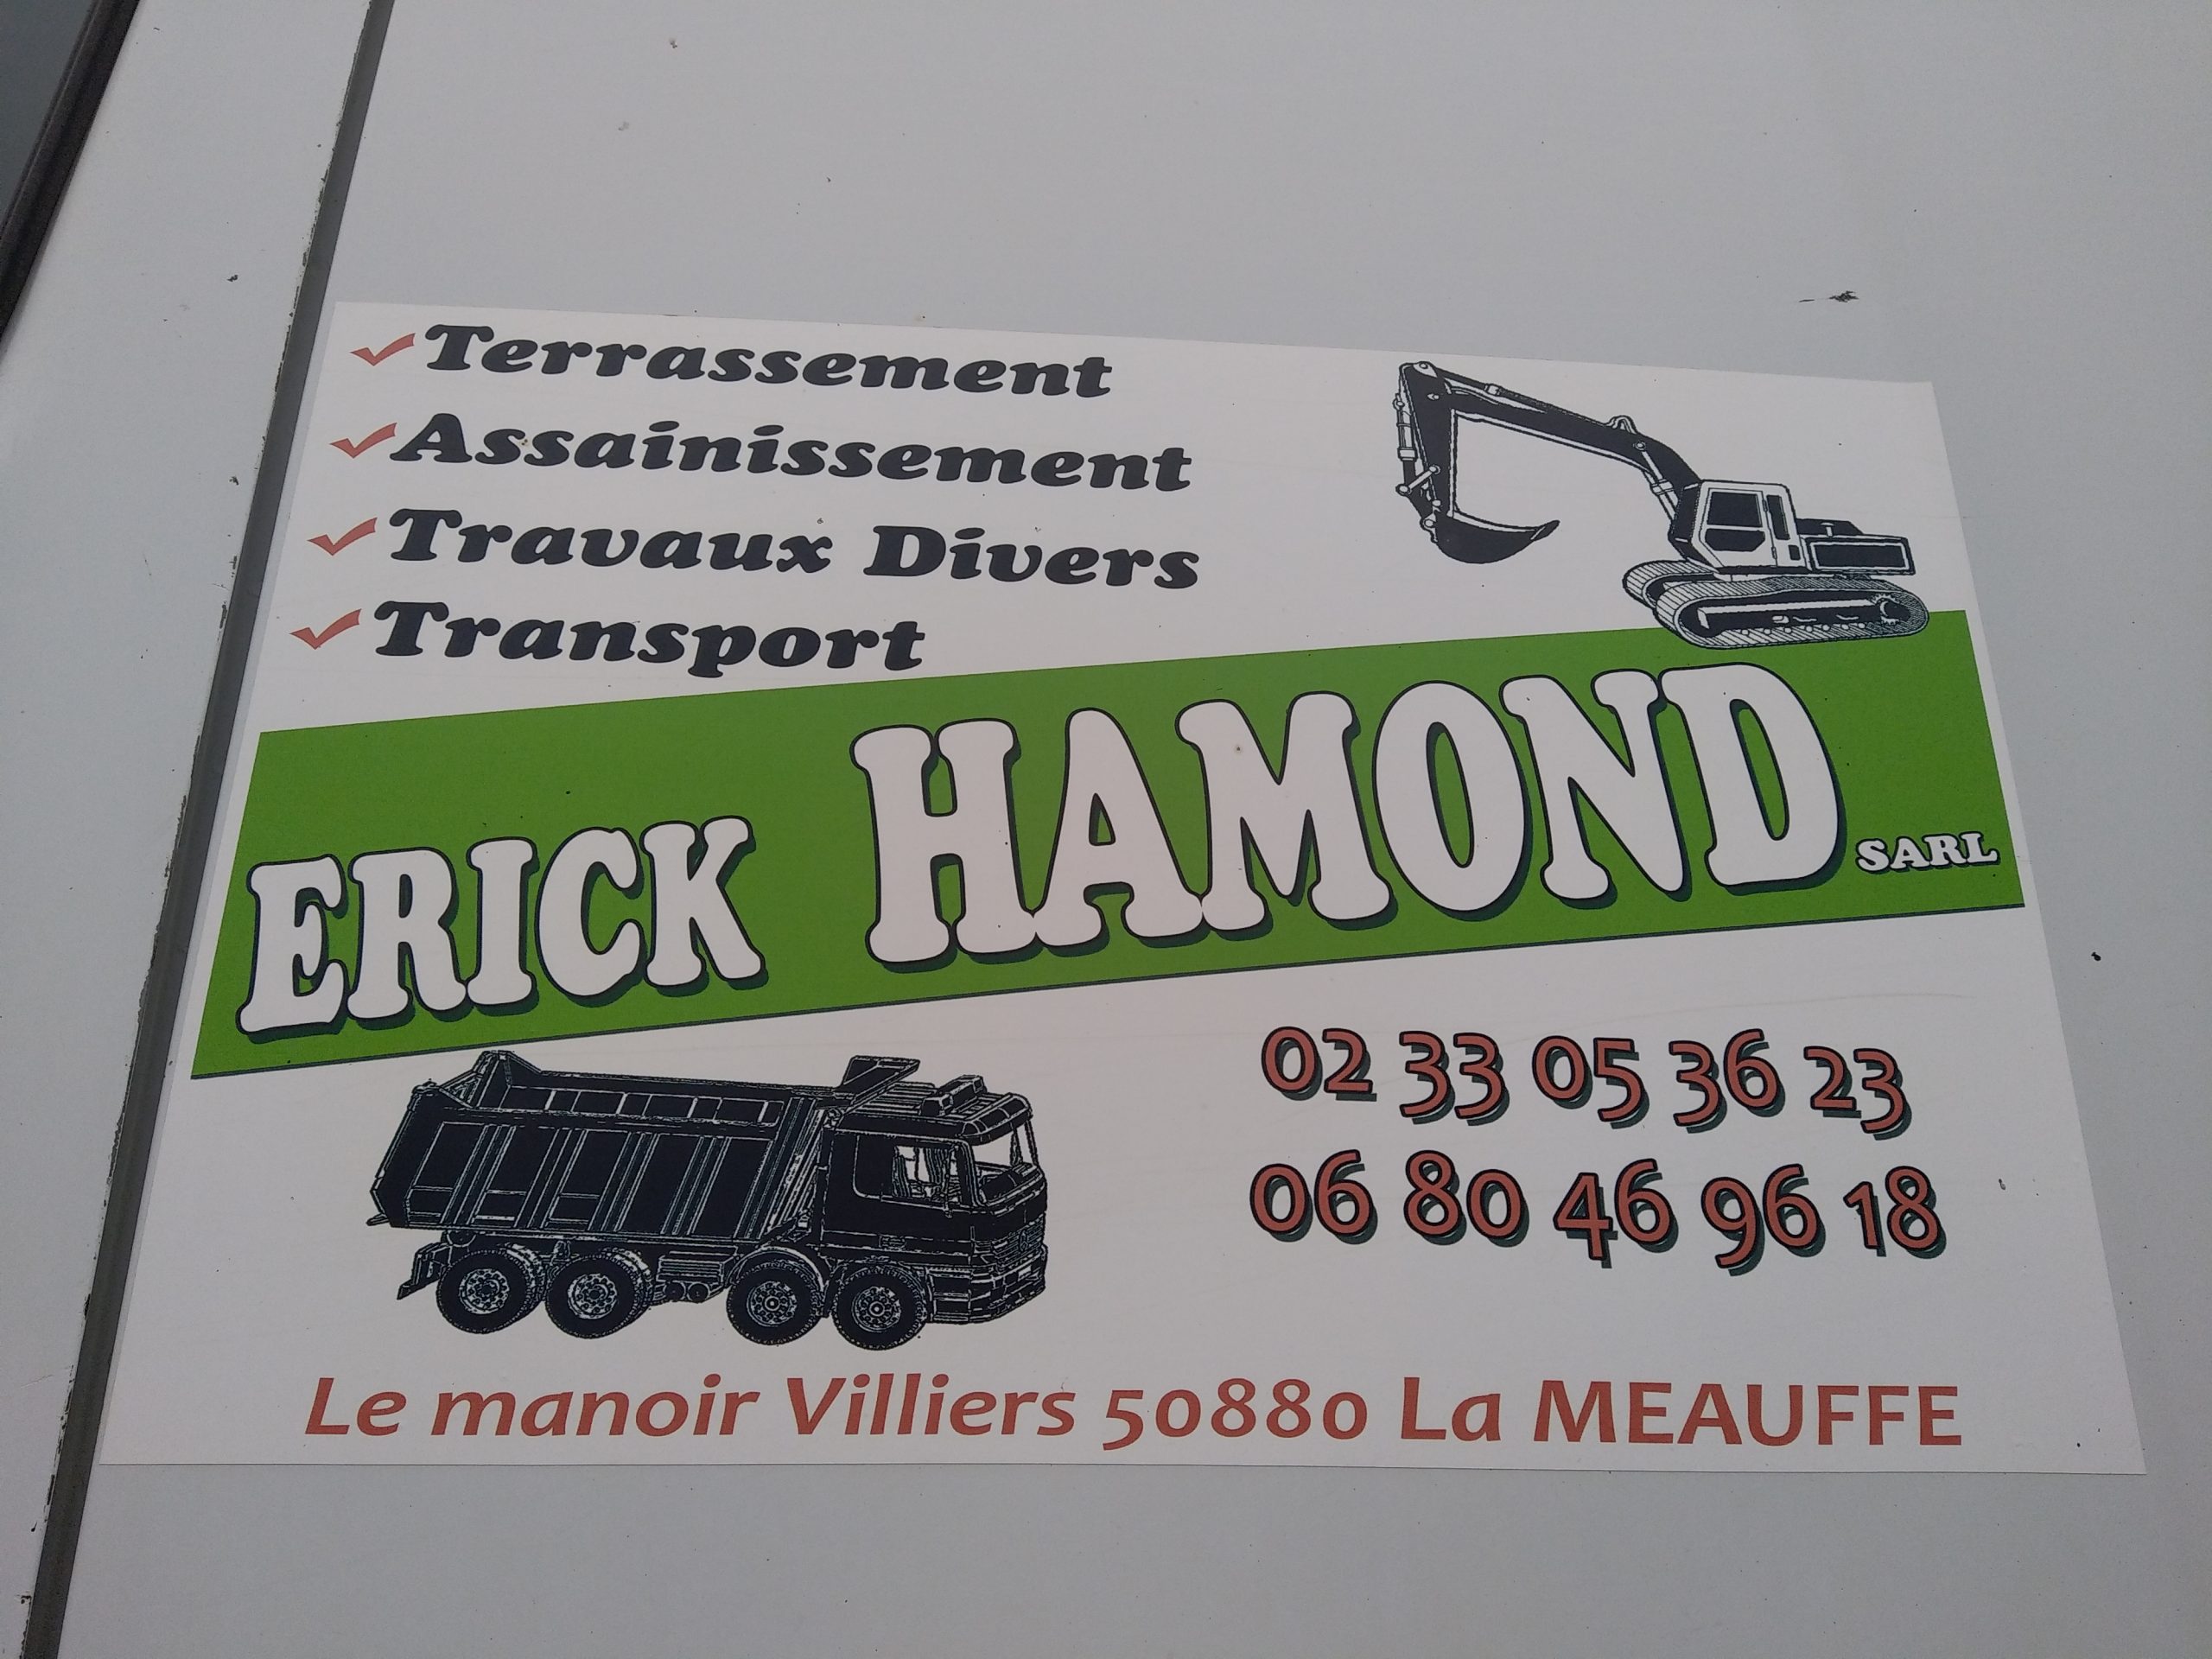 Terrassement
Assainissement
Travaux Divers
Transport
ERICK HAMOND SARL
02 33 05 36 23
06 80 46 96 18
Le manoir Villiers 50880 La MEAUFFE